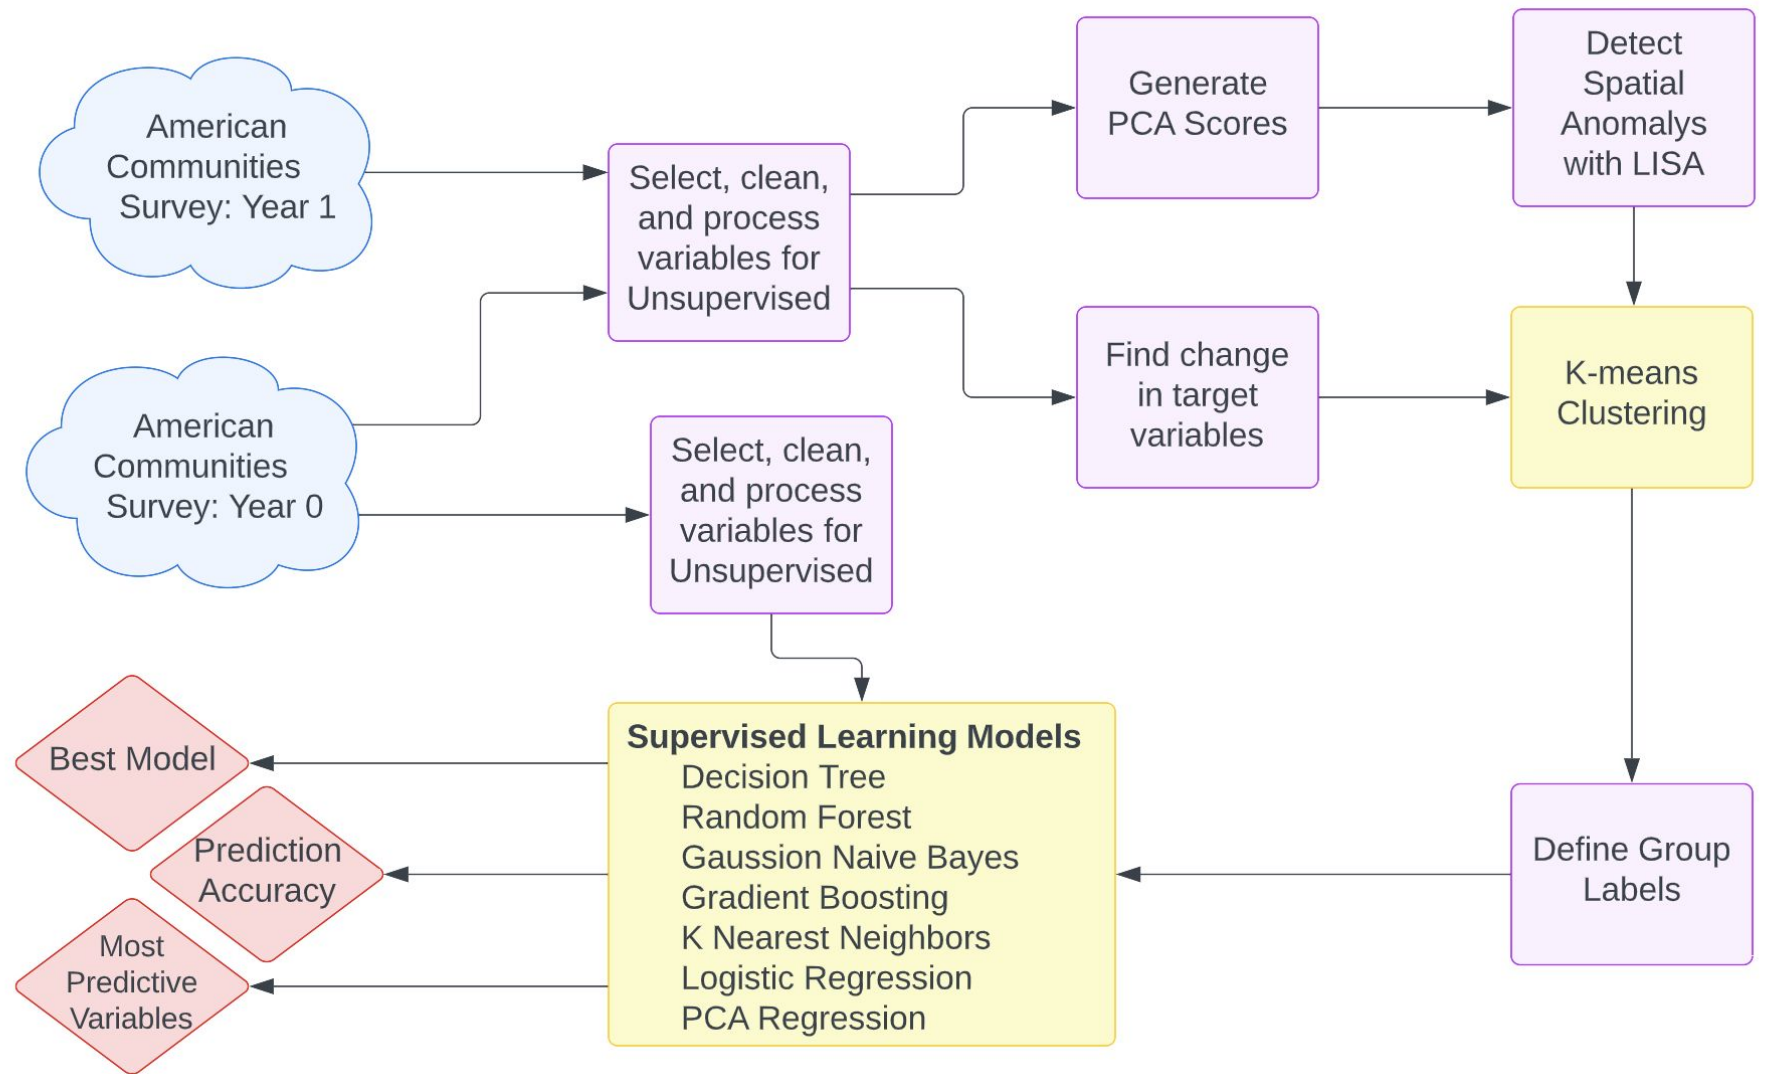 American
Communities
Survey: Year 1
Select, clean,
and process
variables for
Unsupervised
Generate
PCA Scores
Detect
Spatial
Anomalys
with LISA
American
Communities
Survey: Year 0
Select, clean,
and process
variables for
Unsupervised
Find change
in target
variables
K-means
Clustering
Best Model
Prediction
Accuracy
Most
Predictive
Variables
Supervised Learning Models
Decision Tree
Random Forest
Gaussion Naive Bayes
Gradient Boosting
K Nearest Neighbors
Logistic Regression
PCA Regression
Define Group
Labels